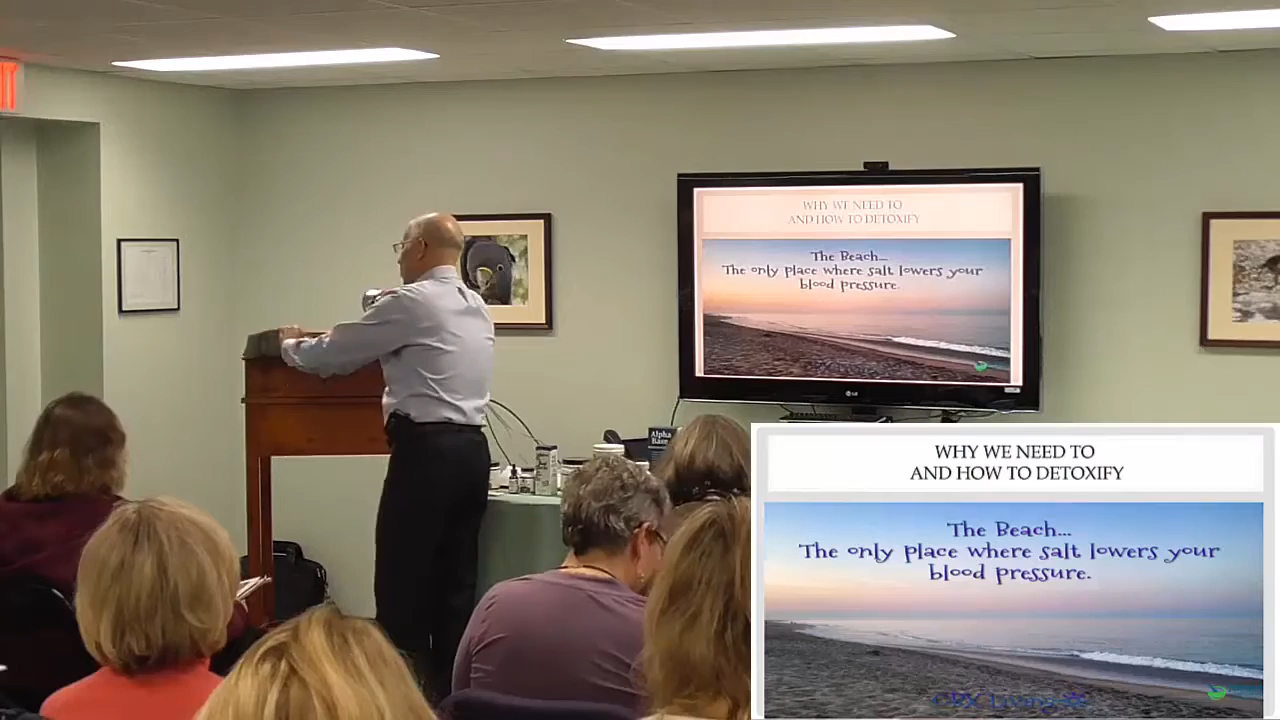 WHY WE NEED TO
AND HOW TO DETOXIFY
The Beach...
The only place where salt lowers your
blood pressure.
LG
Alpha
Base
WHY WE NEED TO
AND HOW TO DETOXIFY
The Beach...
The only place where salt lowers your
blood pressure.